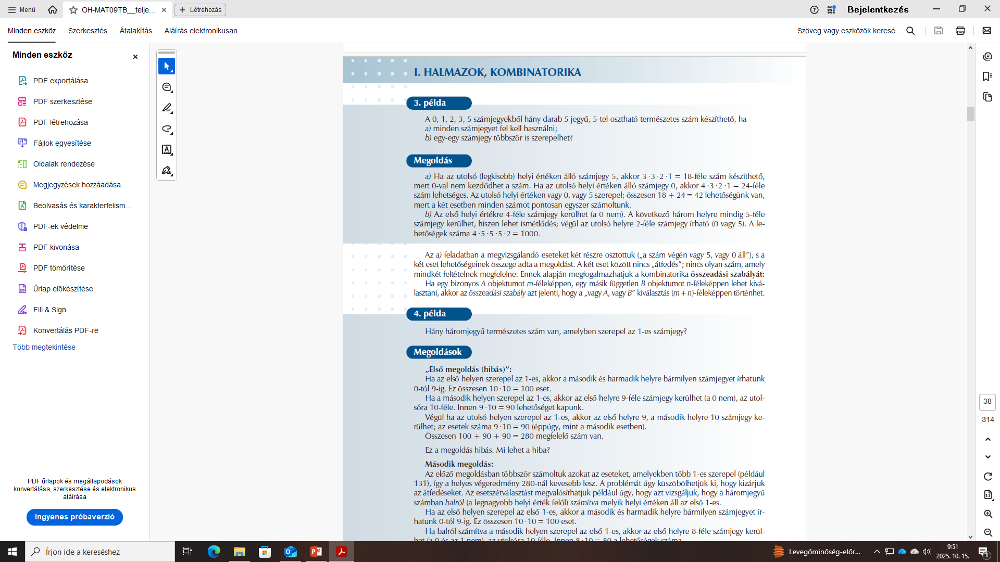 Menü
OH-MAT09TB__telje...
Létrehozás
Bejelentkezés
Minden eszköz
Szerkesztés
Átalakítás
Aláírás elektronikusan
Szöveg vagy eszközök keresé...
Minden eszköz
PDF exportálása
PDF szerkesztése
PDF létrehozása
Fájlok egyesítése
Oldalak rendezése
Megjegyzések hozzáadása
Beolvasás és karakterfelism...
PDF-ek védelme
PDF kivonása
PDF tömörítése
Űrlap előkészítése
Fill & Sign
Konvertálás PDF-re
Több megtekintése
PDF űrlapok és megállapodások
konvertálása, szerkesztése és elektronikus
aláírása
Ingyenes próbaverzió
I. HALMAZOK, KOMBINATORIKA
3. példa
A 0, 1, 2, 3, 5 számjegyekből hány darab 5 jegyű, 5-tel osztható természetes szám készíthető, ha
a) minden számjegyet fel kell használni;
b) egy-egy számjegy többször is szerepelhet?
Megoldás
a) Ha az utolsó (legkisebb) helyi értéken álló számjegy 5, akkor 3 · 3 · 2 · 1 = 18-féle szám készíthető,
mert 0-val nem kezdődhet a szám. Ha az utolsó helyi értéken álló számjegy 0, akkor 4 · 3 · 2 · 1 = 24-féle
szám lehetséges. Az utolsó helyi értéken vagy 0, vagy 5 szerepel; összesen 18 + 24 = 42 lehetőségünk van,
mert a két esetben minden számot pontosan egyszer számoltunk.
b) Az első helyi értékre 4-féle számjegy kerülhet (a 0 nem). A következő három helyre mindig 5-féle
számjegy kerülhet, hiszen lehet ismétlődés; végül az utolsó helyre 2-féle számjegy írható (0 vagy 5). A le-
hetőségek száma 4 · 5 · 5 · 5 · 2 = 1000.
Az a) feladatban a megvizsgálandó eseteket két részre osztottuk („a szám végén vagy 5, vagy 0 áll”), s a
két eset lehetőségeinek összege adta a megoldást. A két eset között nincs „átfedés”; nincs olyan szám, amely
mindkét feltételnek megfelelne. Ennek alapján megfogalmazhatjuk a kombinatorika összeadási szabályát:
Ha egy bizonyos A objektumot m-féleképpen, egy másik független B objektumot n-féleképpen lehet kivá-
lasztani, akkor az összeadási szabály azt jelenti, hogy a „vagy A, vagy B” kiválasztás (m + n)-féleképpen történhet.
4. példa
Hány háromjegyű természetes szám van, amelyben szerepel az 1-es számjegy?
Megoldások
„Első megoldás (hibás)”:
Ha az első helyen szerepel az 1-es, akkor a második és harmadik helyre bármilyen számjegyet írhatunk
0-tól 9-ig. Ez összesen 10 · 10 = 100 eset.
Ha a második helyen szerepel az 1-es, akkor az első helyre 9-féle számjegy kerülhet (a 0 nem), az utol-
sóra 10-féle. Innen 9 · 10 = 90 lehetőséget kapunk.
Végül ha az utolsó helyen szerepel az 1-es, akkor az első helyre 9, a második helyre 10 számjegy ke-
rülhet; az esetek száma 9 · 10 = 90 (éppúgy, mint a második esetben).
Összesen 100 + 90 + 90 = 280 megfelelő szám van.
Ez a megoldás hibás. Mi lehet a hiba?
Második megoldás:
Az előző megoldásban többször számoltuk azokat az eseteket, amelyekben több 1-es szerepel (például
131), így a helyes végeredmény 280-nál kevesebb lesz. A problémát úgy küszöbölhetjük ki, hogy kizárjuk
az átfedéseket. Az esetszétválasztást megvalósíthatjuk például úgy, hogy azt vizsgáljuk, hogy a háromjegyű
számban balról (a legnagyobb helyi érték felől) számítva melyik helyi értéken áll az első 1-es.
Ha az első helyen szerepel az első 1-es, akkor a második és harmadik helyre bármilyen számjegyet ír-
hatunk 0-tól 9-ig. Ez összesen 10 · 10 = 100 eset.
Ha balról számítva a második helyen szerepel az első 1-es, akkor az első helyre 8-féle számjegy kerül-
het (a 0 és az 1 nem), az utolsóra 10-féle. Innen 8 · 10 = 80 a lehetőségek száma.
38
314
Írjon ide a kereséshez
Levegőminőség-előr...
9:51
2025. 10. 15.
1